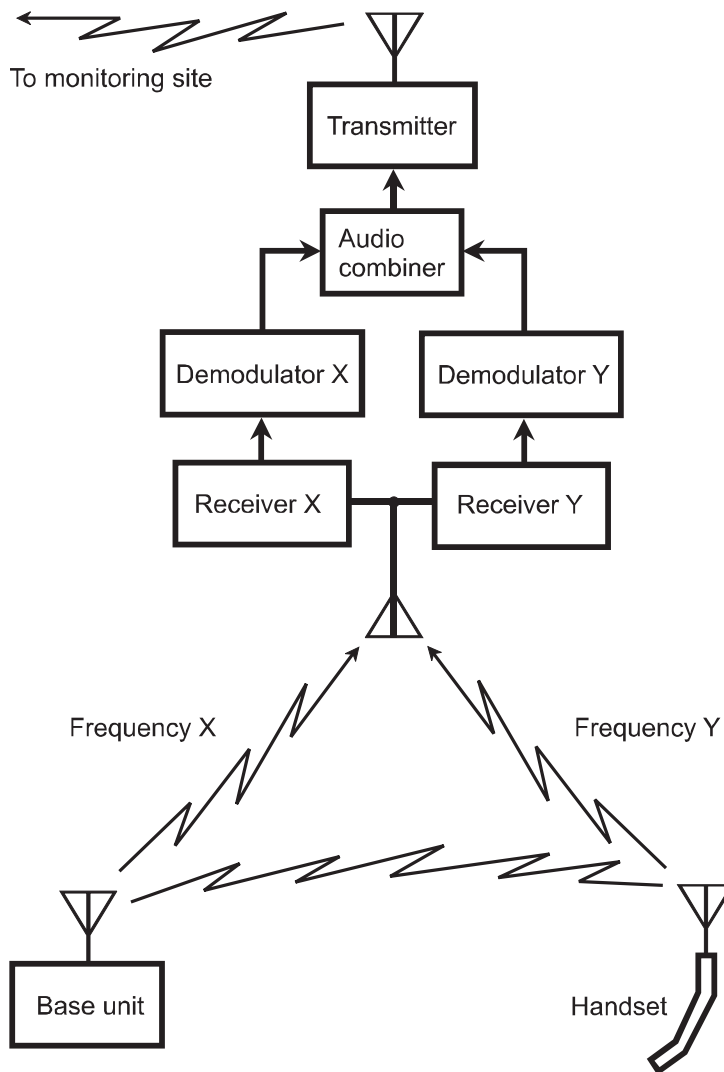 To monitoring site
Transmitter
Audio
combiner
Demodulator X
Demodulator Y
Receiver X
Receiver Y
Frequency X
Frequency Y
Base unit
Handset